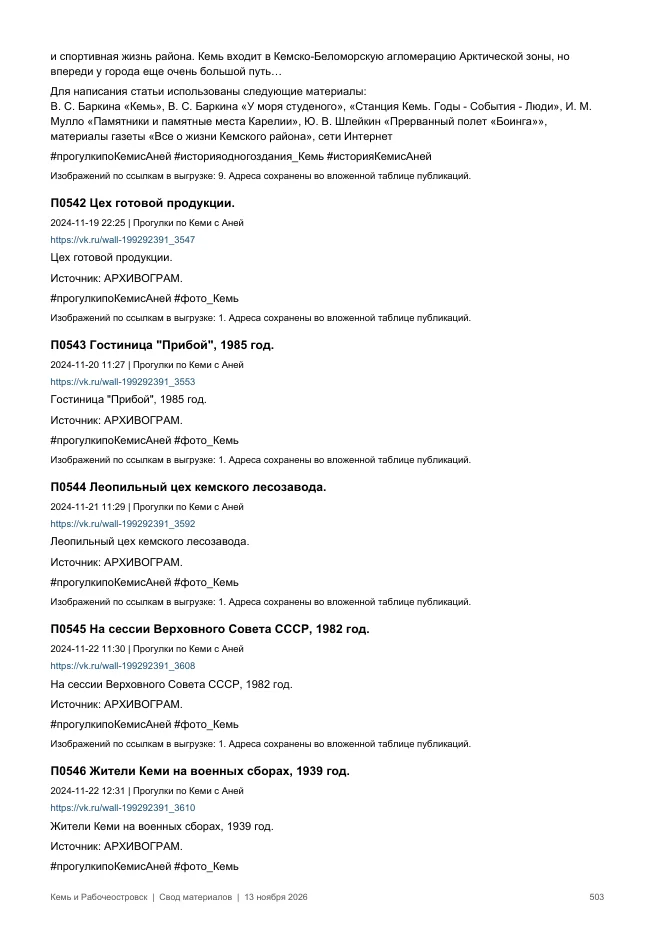 и спортивная жизнь района. Кемь входит в Кемско-Беломорскую агломерацию Арктической зоны, но
впереди у города еще очень большой путь…
Для написания статьи использованы следующие материалы:
В. С. Баркина «Кемь», В. С. Баркина «У моря студеного», «Станция Кемь. Годы - События - Люди», И. М.
Мулло «Памятники и памятные места Карелии», Ю. В. Шлейкин «Прерванный полет «Боинга»»,
материалы газеты «Все о жизни Кемского района», сети Интернет
#прогулкипоКемисАней #историяодногоздания_Кемь #историяКемисАней
Изображений по ссылкам в выгрузке: 9. Адреса сохранены во вложенной таблице публикаций.
П0542 Цех готовой продукции.
2024-11-19 22:25 | Прогулки по Кеми с Аней
https://vk.ru/wall-199292391_3547
Цех готовой продукции.
Источник: АРХИВОГРАМ.
#прогулкипоКемисАней #фото_Кемь
Изображений по ссылкам в выгрузке: 1. Адреса сохранены во вложенной таблице публикаций.
П0543 Гостиница "Прибой", 1985 год.
2024-11-20 11:27 | Прогулки по Кеми с Аней
https://vk.ru/wall-199292391_3553
Гостиница "Прибой", 1985 год.
Источник: АРХИВОГРАМ.
#прогулкипоКемисАней #фото_Кемь
Изображений по ссылкам в выгрузке: 1. Адреса сохранены во вложенной таблице публикаций.
П0544 Леопильный цех кемского лесозавода.
2024-11-21 11:29 | Прогулки по Кеми с Аней
https://vk.ru/wall-199292391_3592
Леопильный цех кемского лесозавода.
Источник: АРХИВОГРАМ.
#прогулкипоКемисАней #фото_Кемь
Изображений по ссылкам в выгрузке: 1. Адреса сохранены во вложенной таблице публикаций.
П0545 На сессии Верховного Совета СССР, 1982 год.
2024-11-22 11:30 | Прогулки по Кеми с Аней
https://vk.ru/wall-199292391_3608
На сессии Верховного Совета СССР, 1982 год.
Источник: АРХИВОГРАМ.
#прогулкипоКемисАней #фото_Кемь
Изображений по ссылкам в выгрузке: 1. Адреса сохранены во вложенной таблице публикаций.
П0546 Жители Кеми на военных сборах, 1939 год.
2024-11-22 12:31 | Прогулки по Кеми с Аней
https://vk.ru/wall-199292391_3610
Жители Кеми на военных сборах, 1939 год.
Источник: АРХИВОГРАМ.
#прогулкипоКемисАней #фото_Кемь
Кемь и Рабочеостровск | Свод материалов | 13 ноября 2026 503